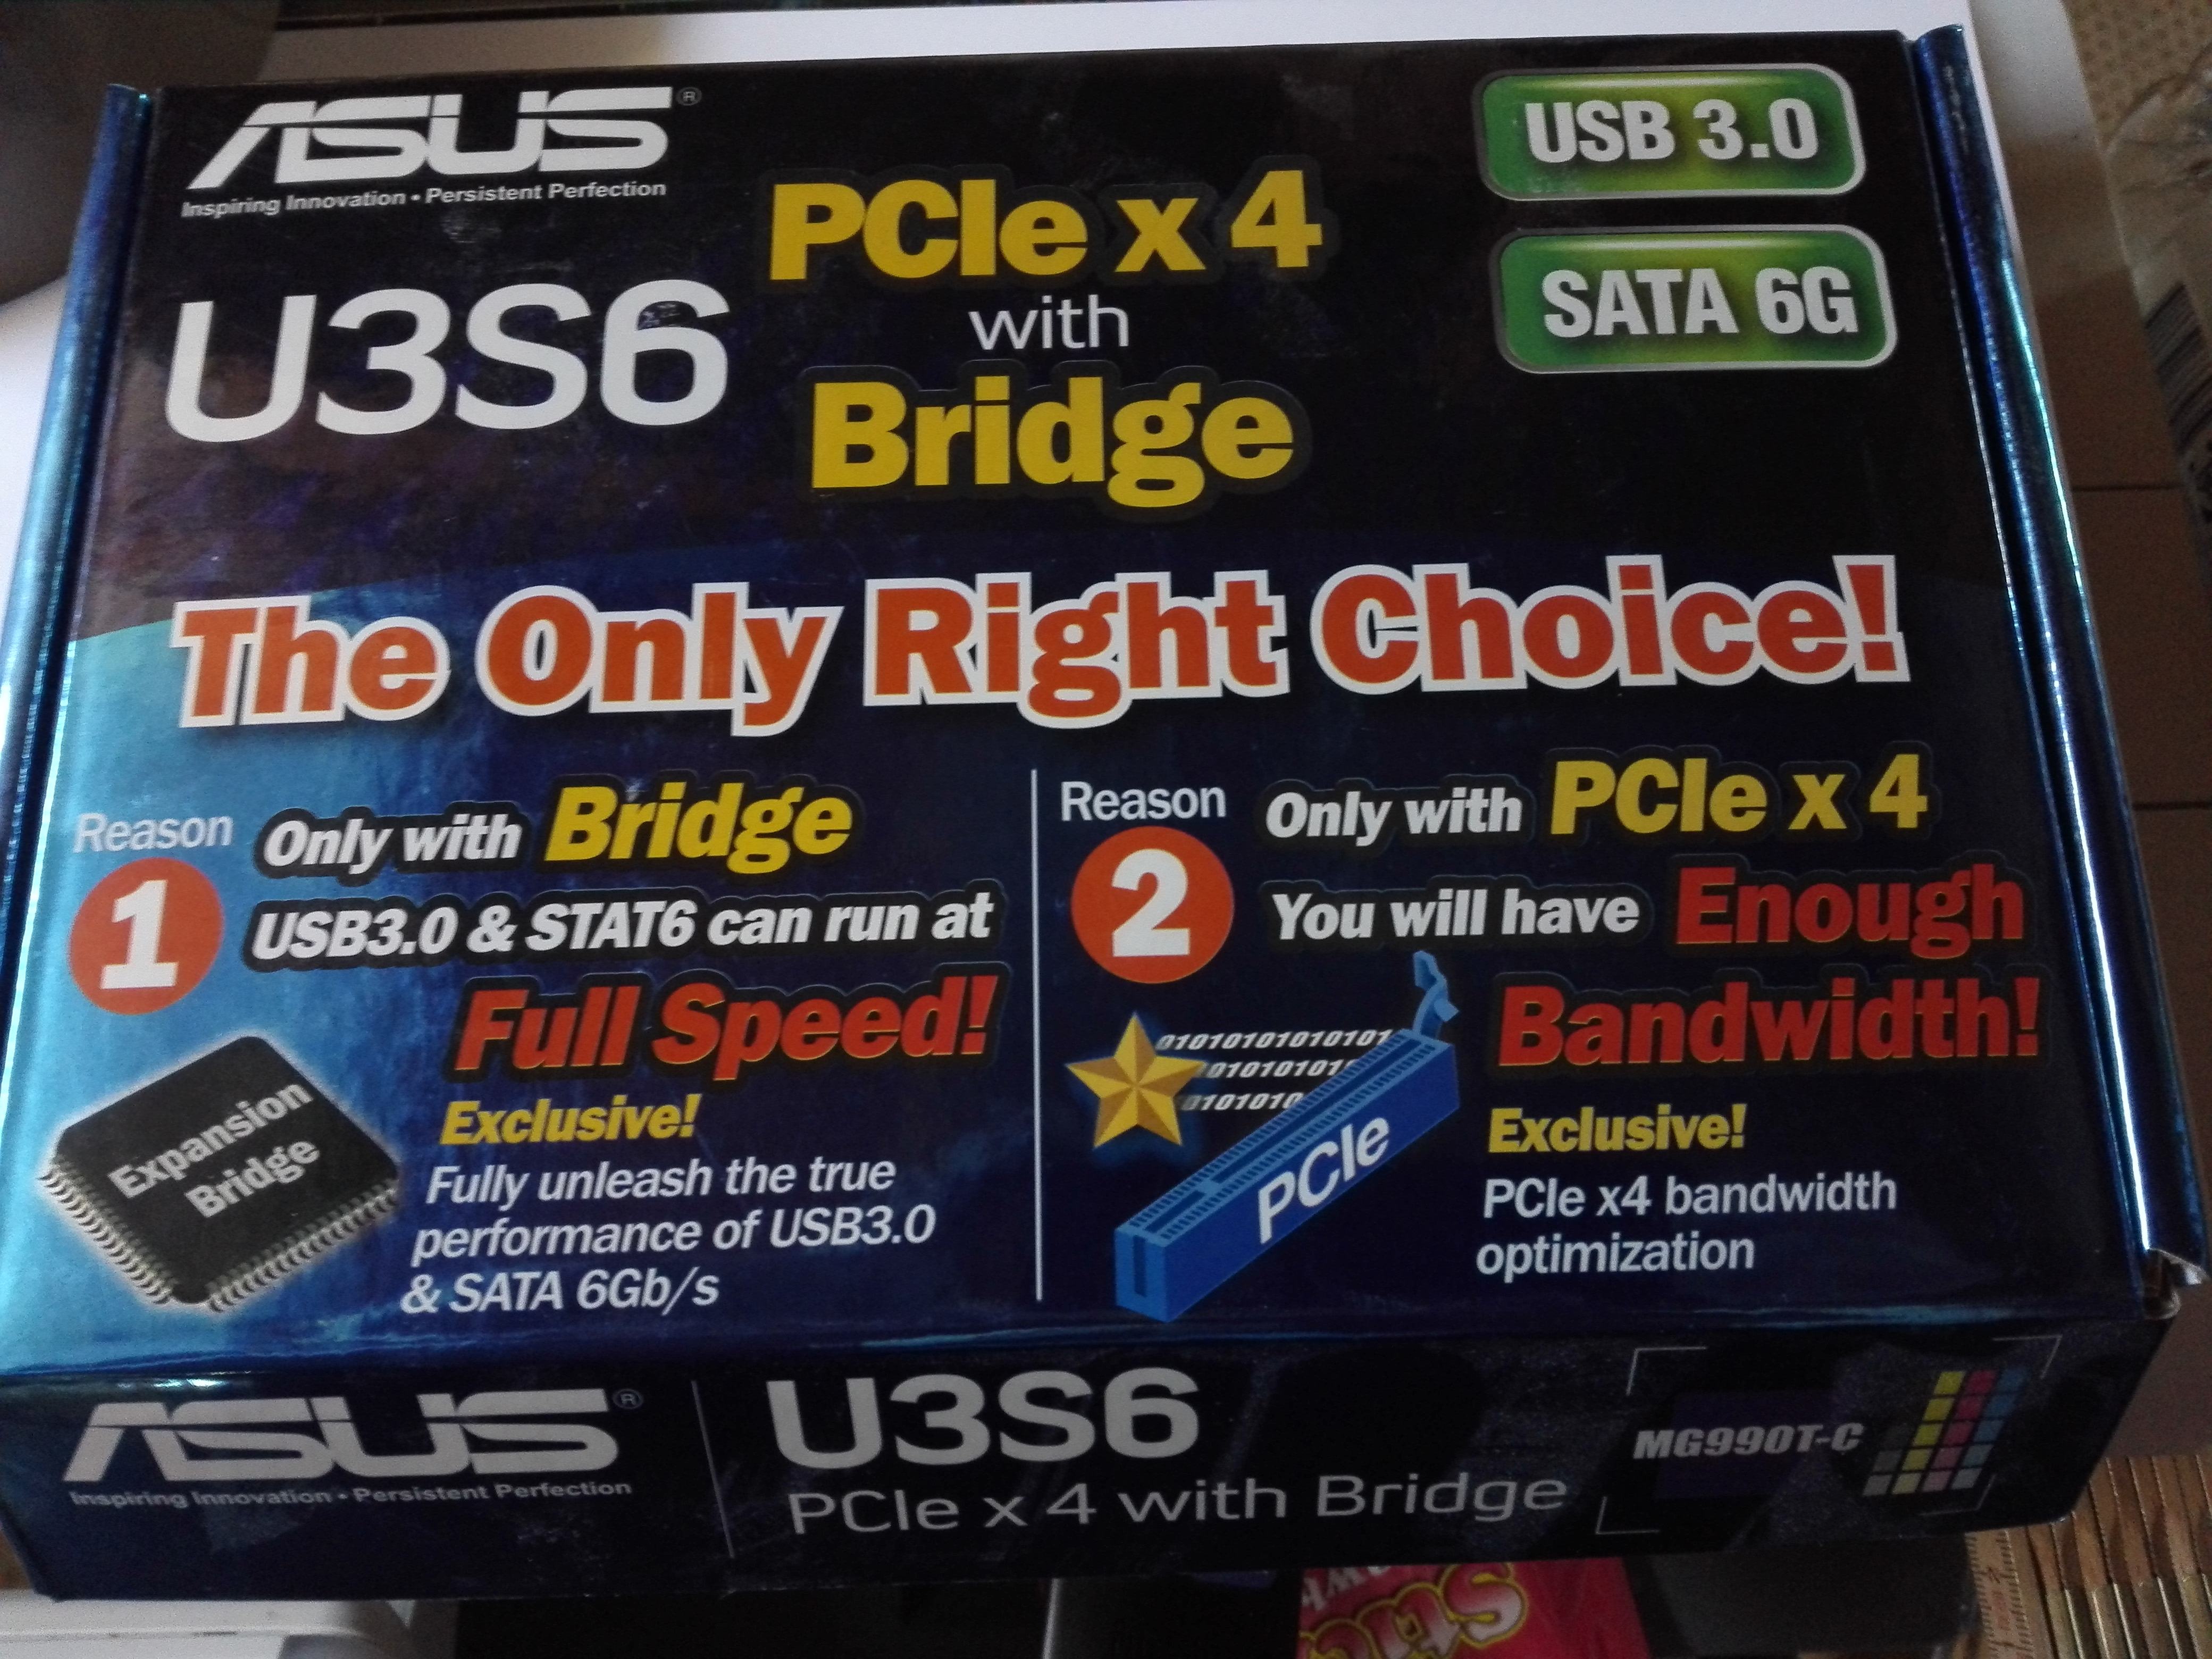 ASUS®
Inspiring Innovation • Persistent Perfection
U3S6
PCIe x 4
with
Bridge
USB 3.0
SATA 6G
The Only Right Choice!
Reason
1
Only with Bridge
USB3.0 & STAT6 can run at
Full Speed!
Exclusive!
Fully unleash the true
performance of USB3.0
& SATA 6Gb/s
Expansion
Bridge
Reason
2
Only with PCIe x 4
You will have Enough
Bandwidth!
01010101010101
010101010
0101010
PCIe
Exclusive!
PCIe x4 bandwidth
optimization
ASUS®
Inspiring Innovation • Persistent Perfection
U3S6
PCIe x 4 with Bridge
MG990T-C